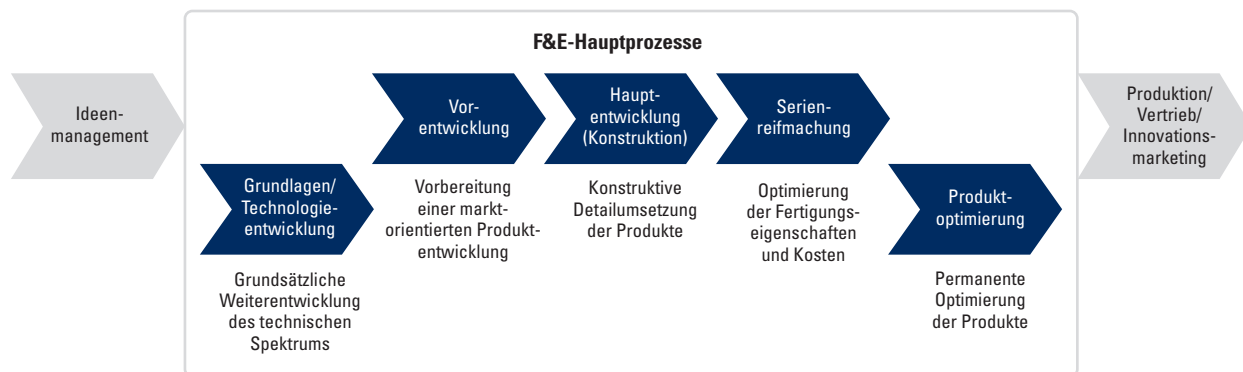 F&E-Hauptprozesse
Ideen-
management
Grundlagen/
Technologie-
entwicklung
Grundsätzliche
Weiterentwicklung
des technischen
Spektrums
Vor-
entwicklung
Vorbereitung
einer markt-
orientierten Produkt-
entwicklung
Haupt-
entwicklung
(Konstruktion)
Konstruktive
Detailumsetzung
der Produkte
Serien-
reifmachung
Optimierung
der Fertigungs-
eigenschaften
und Kosten
Produkt-
optimierung
Permanente
Optimierung
der Produkte
Produktion/
Vertrieb/
Innovations-
marketing